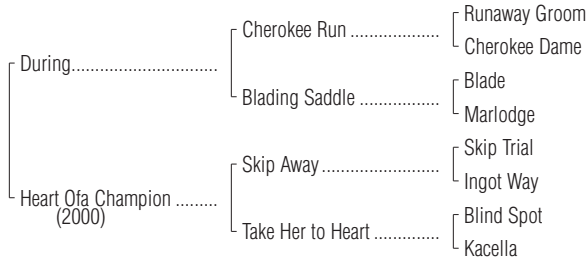 Runaway Groom
Cherokee Run ...................
Cherokee Dame
During...............................
Blade
Blading Saddle .................
Marlodge
Skip Trial
Skip Away .........................
Ingot Way
Heart Ofa Champion .........
(2000)
Blind Spot
Take Her to Heart ..............
Kacella